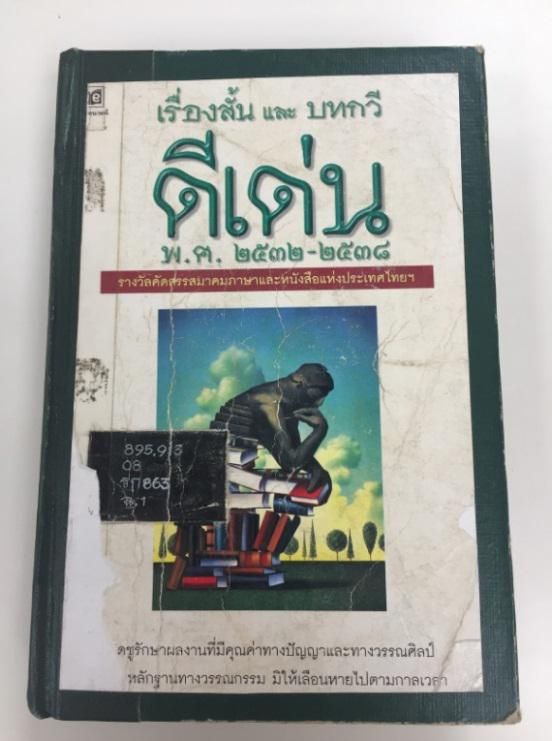 เรื่องสั้น และ บทกวี
ดีเด่น
พ.ศ. ๒๕๓๒-๒๕๓๘
รางวัลคัดสรรสมาคมภาษาและหนังสือแห่งประเทศไทยฯ
895.913
08
863
ฉ.1
ดชูรักษาผลงานที่มีคุณค่าทางปัญญาและทางวรรณศิลป์
หลักฐานทางวรรณกรรม มิให้เลือนหายไปตามกาลเวลา